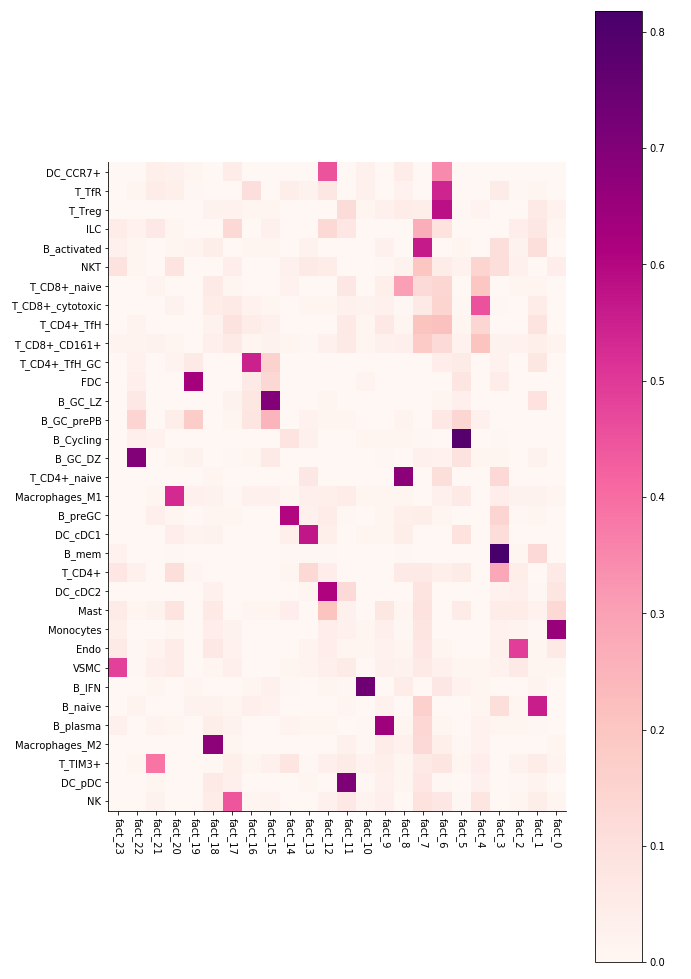 DC_CCR7+
T_TfR
T_Treg
ILC
B_activated
NKT
T_CD8+_naive
T_CD8+_cytotoxic
T_CD4+_TfH
T_CD8+_CD161+
T_CD4+_TfH_GC
FDC
B_GC_LZ
B_GC_prePB
B_Cycling
B_GC_DZ
T_CD4+_naive
Macrophages_M1
B_preGC
DC_cDC1
B_mem
T_CD4+
DC_cDC2
Mast
Monocytes
Endo
VSMC
B_IFN
B_naive
B_plasma
Macrophages_M2
T_TIM3+
DC_pDC
NK
fact_23
fact_22
fact_21
fact_20
fact_19
fact_18
fact_17
fact_16
fact_15
fact_14
fact_13
fact_12
fact_11
fact_10
fact_9
fact_8
fact_7
fact_6
fact_5
fact_4
fact_3
fact_2
fact_1
fact_0
0.8
0.7
0.6
0.5
0.4
0.3
0.2
0.1
0.0